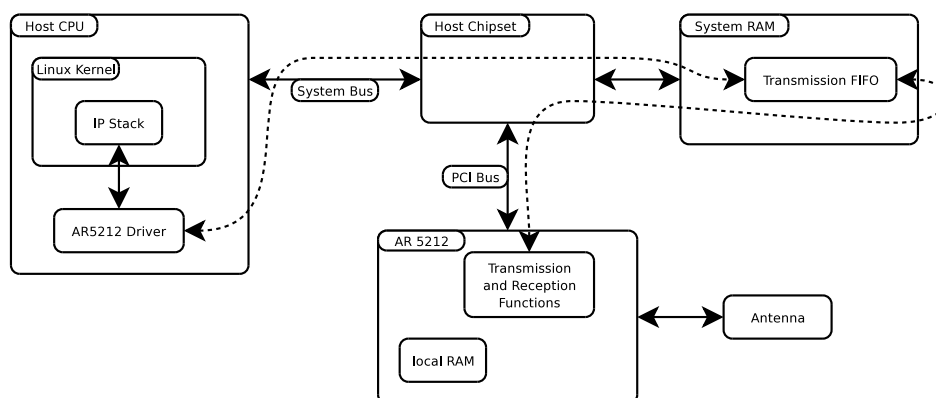 Host CPU
Host Chipset
System RAM
Linux Kernel
System Bus
Transmission FIFO
IP Stack
PCI Bus
AR5212 Driver
AR 5212
Transmission
and Reception
Functions
Antenna
local RAM